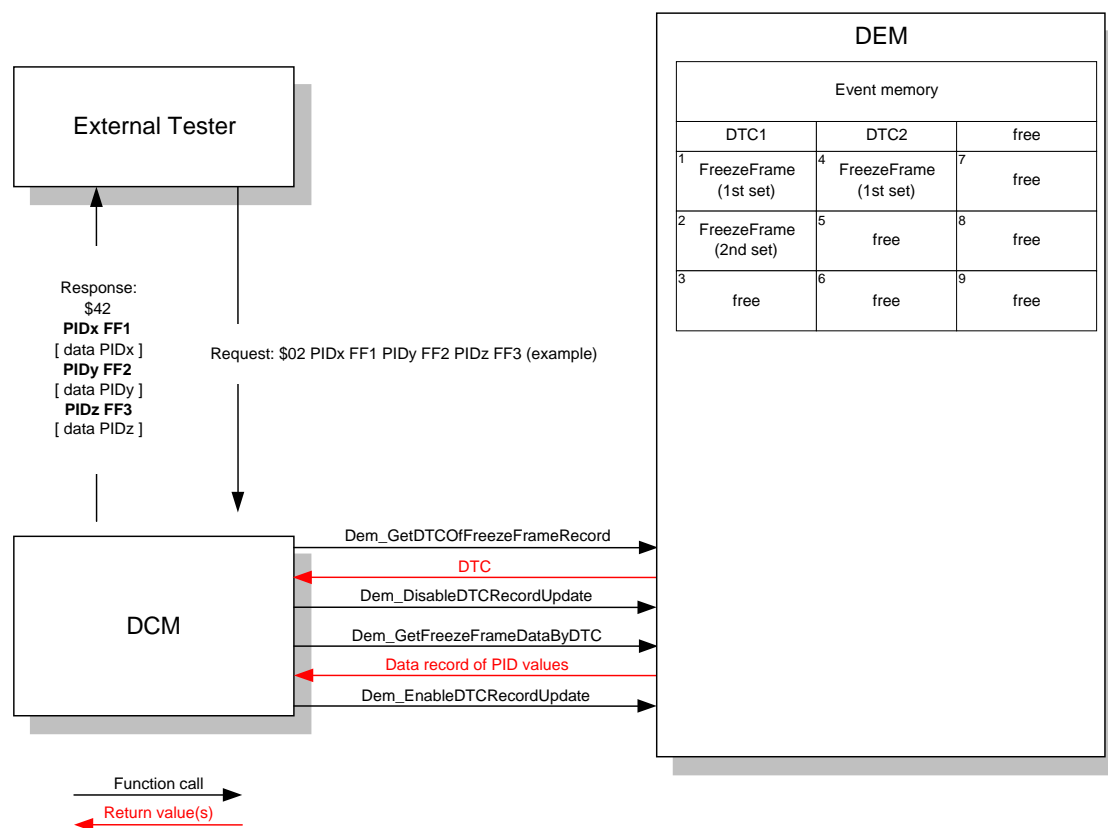 DEM
Event memory
DTC1 DTC2 free
1 FreezeFrame (1st set)
4 FreezeFrame (1st set)
7 free
2 FreezeFrame (2nd set)
5 free
8 free
3 free
6 free
9 free
External Tester
Response:
$42
PIDx FF1
[ data PIDx ]
PIDy FF2
[ data PIDy ]
PIDz FF3
[ data PIDz ]
Request: $02 PIDx FF1 PIDy FF2 PIDz FF3 (example)
DCM
Dem_GetDTCOfFreezeFrameRecord
DTC
Dem_DisableDTCRecordUpdate
Dem_GetFreezeFrameDataByDTC
Data record of PID values
Dem_EnableDTCRecordUpdate
Function call
Return value(s)